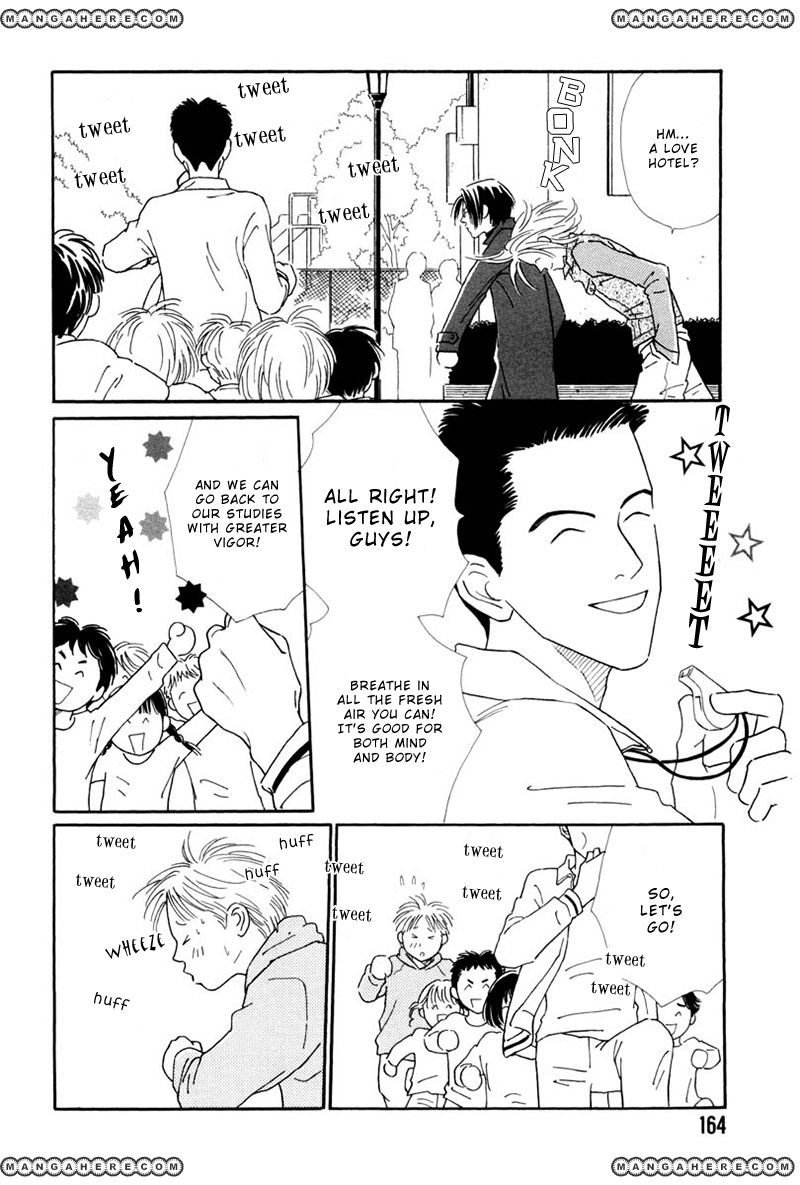 MANGAHERE.COM
MANGAHERE.COM
HM...
A LOVE
HOTEL?
BONK
tweet
tweet
tweet
tweet
tweet
tweet
TWEEEET
ALL RIGHT!
LISTEN UP,
GUYS!
BREATHE IN
ALL THE FRESH
AIR YOU CAN!
IT'S GOOD FOR
BOTH MIND
AND BODY!
AND WE CAN
GO BACK TO
OUR STUDIES
WITH GREATER
VIGOR!
YEAH!
SO,
LET'S
GO!
tweet
tweet
tweet
tweet
tweet
tweet
huff
huff
tweet
tweet
WHEEZE
huff
164
MANGAHERE.COM
MANGAHERE.COM